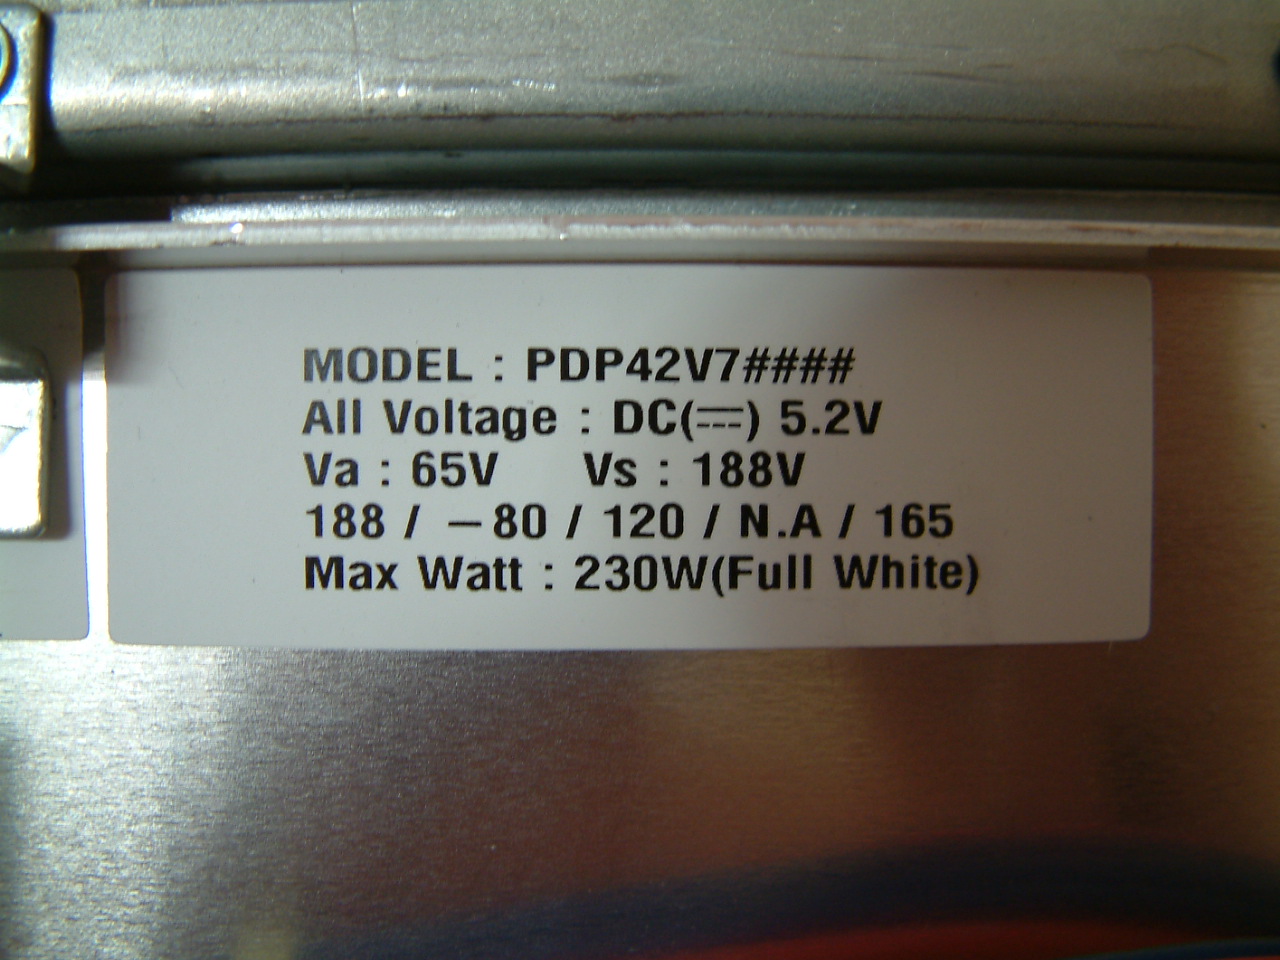 MODEL : PDP42V7####
All Voltage : DC(⎓) 5.2V
Va : 65V Vs : 188V
188 / －80 / 120 / N.A / 165
Max Watt : 230W(Full White)